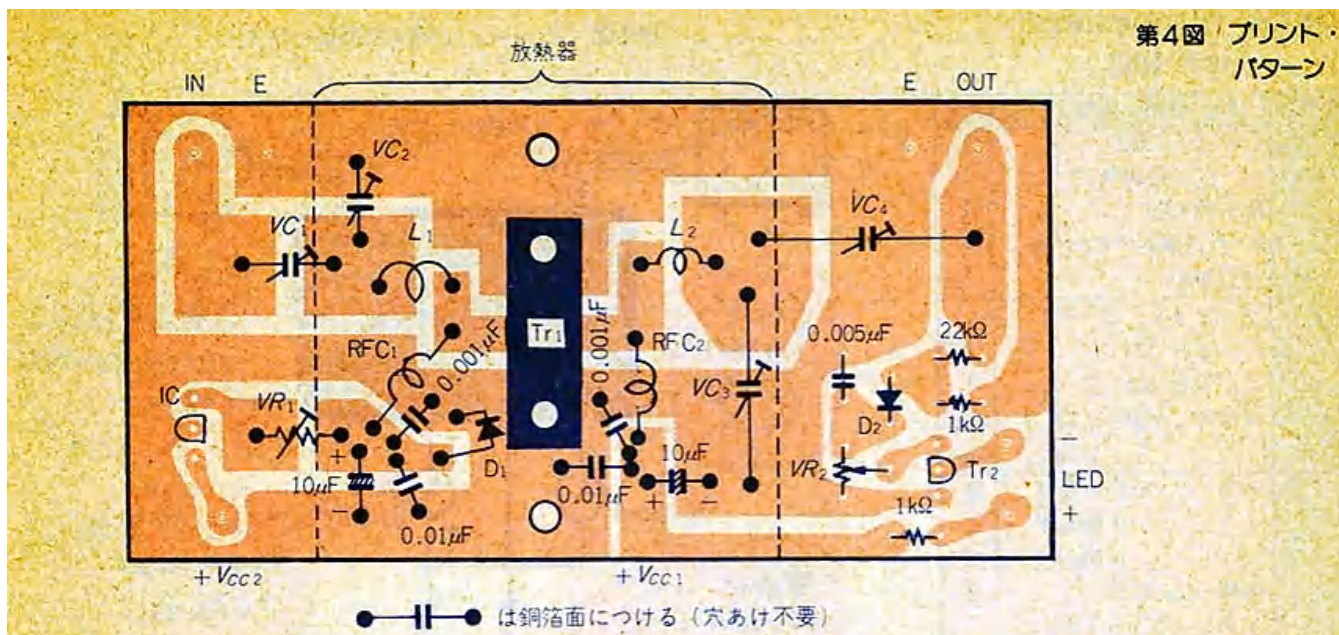 第4図 プリント・
パターン
放熱器
IN E
E OUT
VC₂
VC₁
L₁
L₂
VC₄
Tr₁
RFC₁
0.001μF
0.001μF
RFC₂
VC₃
0.005μF
22kΩ
IC
VR₁
D₁
D₂
1kΩ
+
10μF
−
0.01μF
0.01μF
10μF
+ −
VR₂
Tr₂
−
LED
+
1kΩ
+VCC2
+VCC1
は銅箔面につける（穴あけ不要）